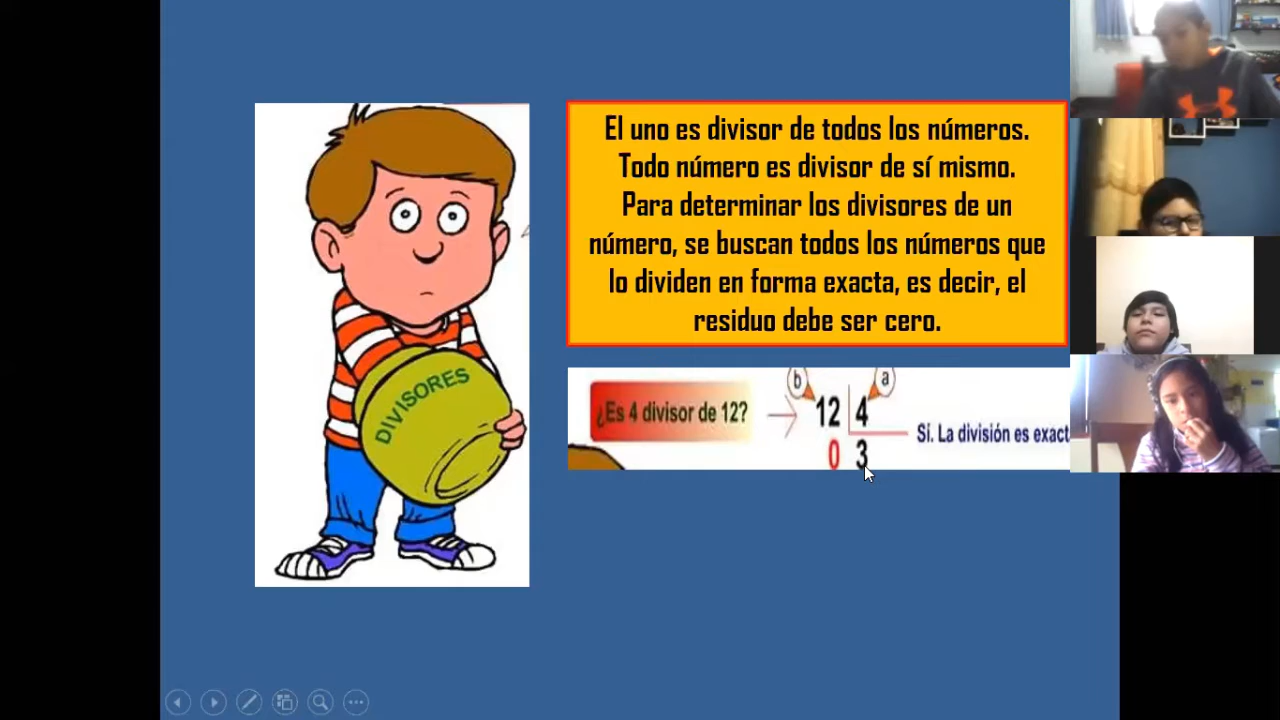 El uno es divisor de todos los números.
Todo número es divisor de sí mismo.
Para determinar los divisores de un
número, se buscan todos los números que
lo dividen en forma exacta, es decir, el
residuo debe ser cero.
DIVISORES
b a
¿Es 4 divisor de 12? 12 4
Sí. La división es exact
0 3